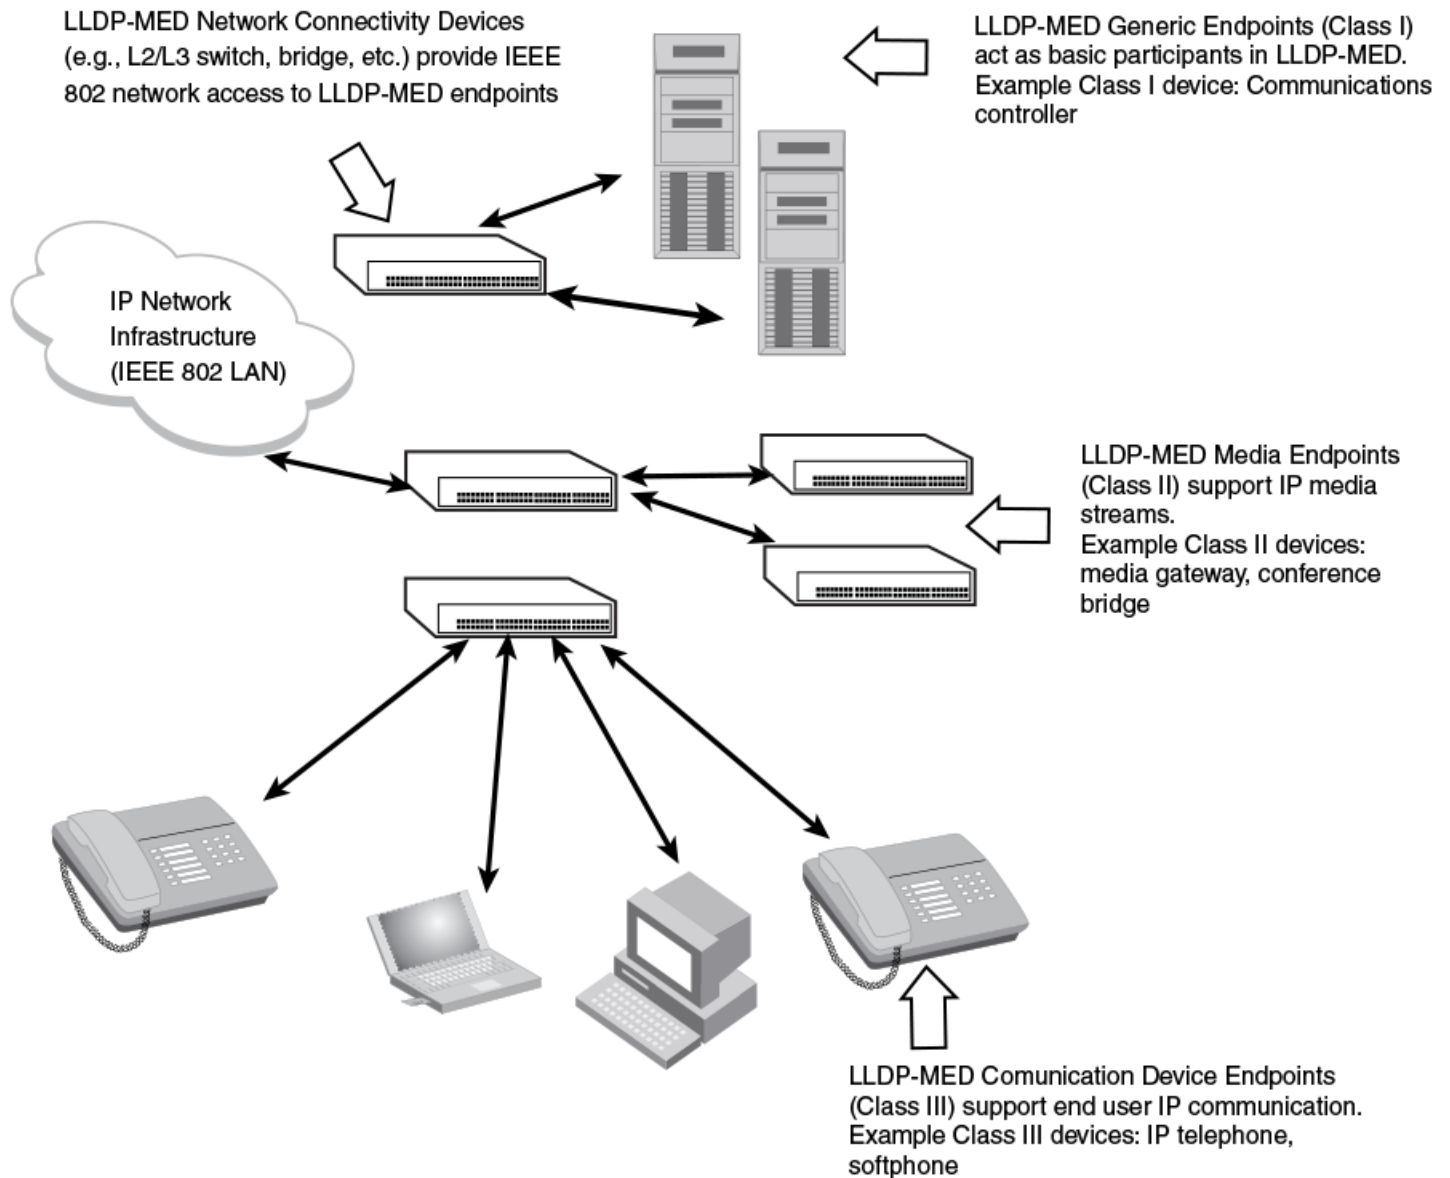 LLDP-MED Network Connectivity Devices
(e.g., L2/L3 switch, bridge, etc.) provide IEEE
802 network access to LLDP-MED endpoints
LLDP-MED Generic Endpoints (Class I)
act as basic participants in LLDP-MED.
Example Class I device: Communications
controller
IP Network
Infrastructure
(IEEE 802 LAN)
LLDP-MED Media Endpoints
(Class II) support IP media
streams.
Example Class II devices:
media gateway, conference
bridge
LLDP-MED Comunication Device Endpoints
(Class III) support end user IP communication.
Example Class III devices: IP telephone,
softphone